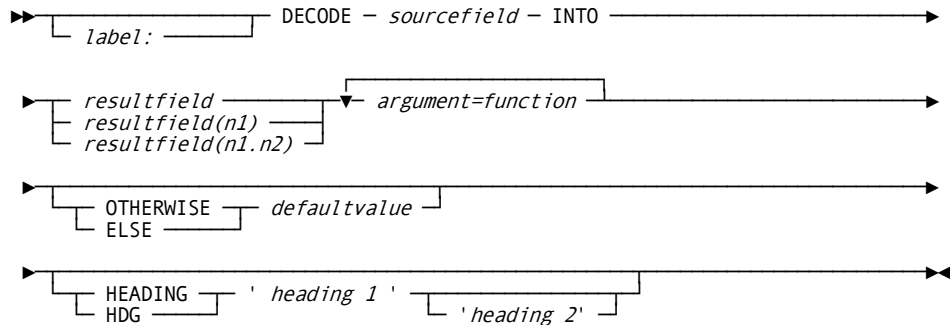 DECODE sourcefield INTO
label:
resultfield argument=function
resultfield(n1)
resultfield(n1.n2)
OTHERWISE defaultvalue
ELSE
HEADING ' heading 1 '
HDG 'heading 2'